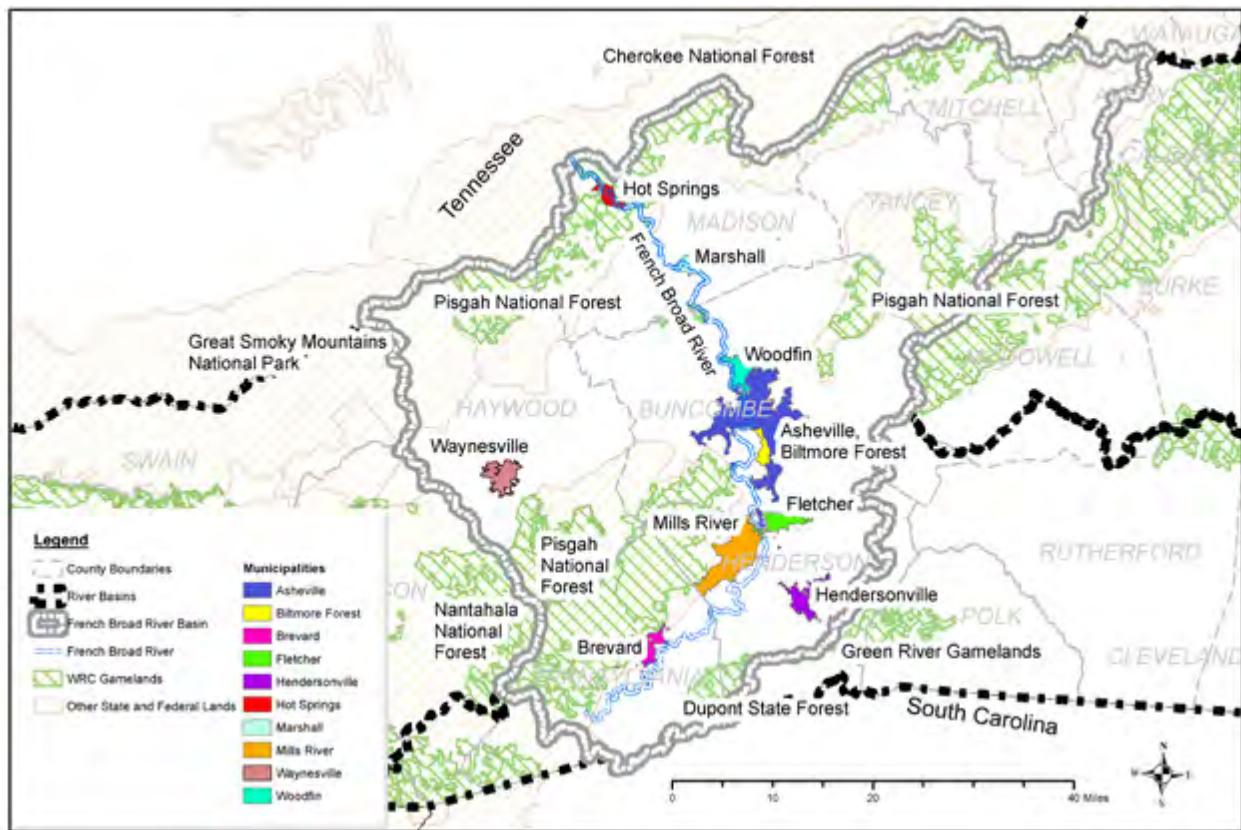 WATAUGA
Cherokee National Forest
MITCHELL
AVERY
Tennessee
Hot Springs
MADISON
YANCEY
French Broad River
Marshall
Pisgah National Forest
Pisgah National Forest
BURKE
Great Smoky Mountains
National Park
MCDOWELL
Woodfin
HAYWOOD
BUNCOMBE
Asheville,
Biltmore Forest
Waynesville
SWAIN
Fletcher
Mills River
Pisgah
National
Forest
HENDERSON
RUTHERFORD
Hendersonville
Nantahala
National
Forest
POLK
Brevard
Green River Gamelands
CLEVELAND
Dupont State Forest
South Carolina
Legend
County Boundaries
River Basins
French Broad River Basin
French Broad River
WRC Gamelands
Other State and Federal Lands
Municipalities
Asheville
Biltmore Forest
Brevard
Fletcher
Hendersonville
Hot Springs
Marshall
Mills River
Waynesville
Woodfin
N
W
E
S
0 10 20 40 Miles